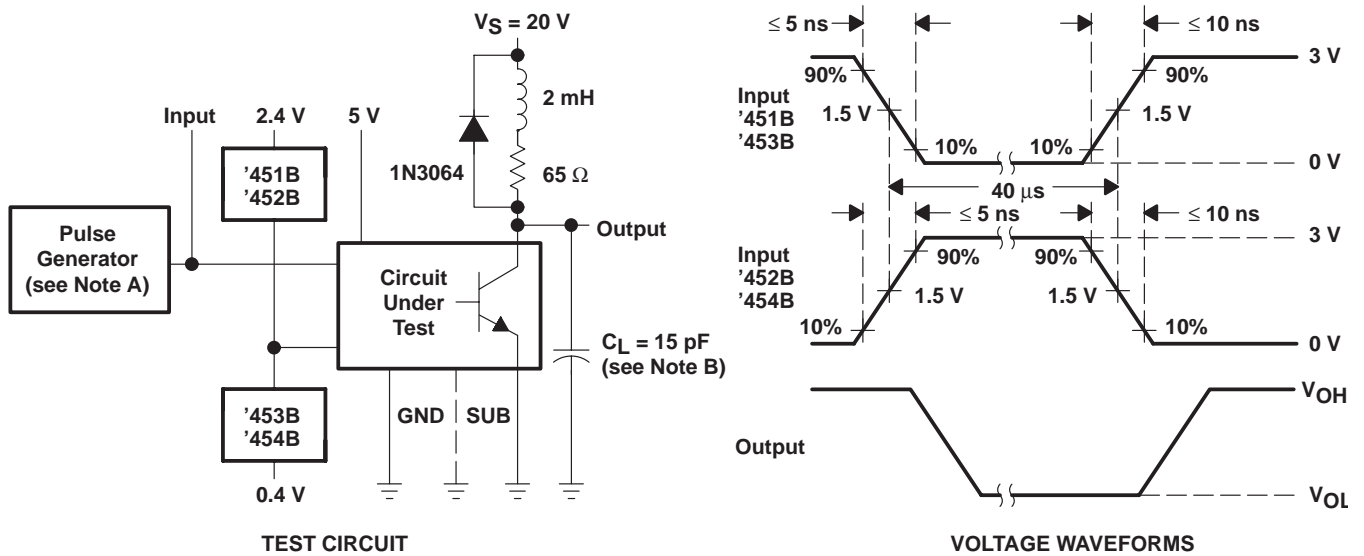 V_S = 20 V
2 mH
65 Ω
1N3064
Input
2.4 V
5 V
'451B
'452B
Pulse
Generator
(see Note A)
Circuit
Under
Test
Output
C_L = 15 pF
(see Note B)
'453B
'454B
GND
SUB
0.4 V
TEST CIRCUIT
≤ 5 ns
≤ 10 ns
3 V
90%
90%
Input
'451B
'453B
1.5 V
1.5 V
10%
10%
0 V
40 μs
≤ 5 ns
≤ 10 ns
3 V
Input
'452B
'454B
90%
90%
1.5 V
1.5 V
10%
10%
0 V
V_OH
Output
V_OL
VOLTAGE WAVEFORMS